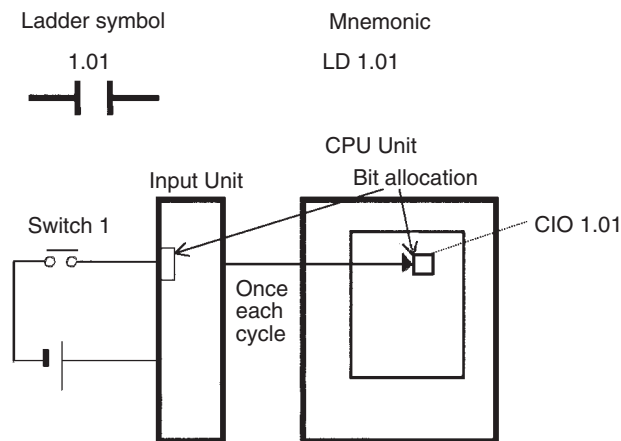 Ladder symbol
Mnemonic
1.01
LD 1.01
CPU Unit
Input Unit
Bit allocation
Switch 1
CIO 1.01
Once
each
cycle